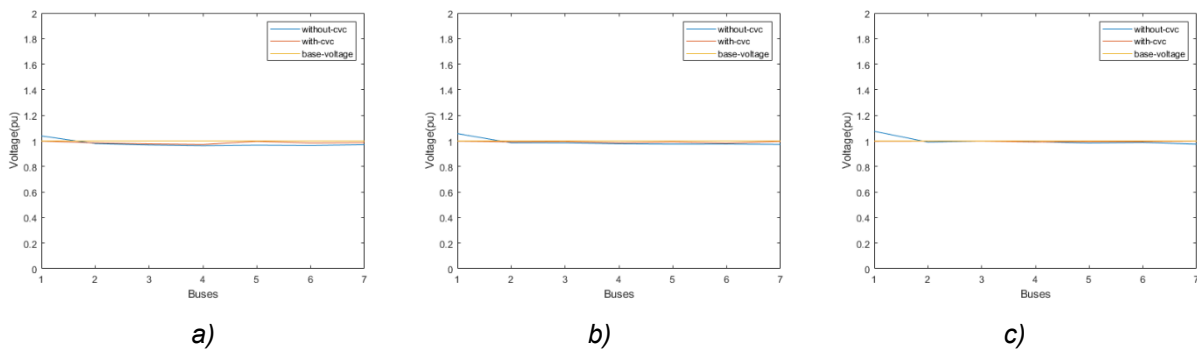 2
1.8
1.6
1.4
1.2
1
0.8
0.6
0.4
0.2
0
Voltage(pu)
without-cvc
with-cvc
base-voltage
1 2 3 4 5 6 7
Buses
a)
2
1.8
1.6
1.4
1.2
1
0.8
0.6
0.4
0.2
0
Voltage(pu)
without-cvc
with-cvc
base-voltage
1 2 3 4 5 6 7
Buses
b)
2
1.8
1.6
1.4
1.2
1
0.8
0.6
0.4
0.2
0
Voltage(pu)
without-cvc
with-cvc
base-voltage
1 2 3 4 5 6 7
Buses
c)